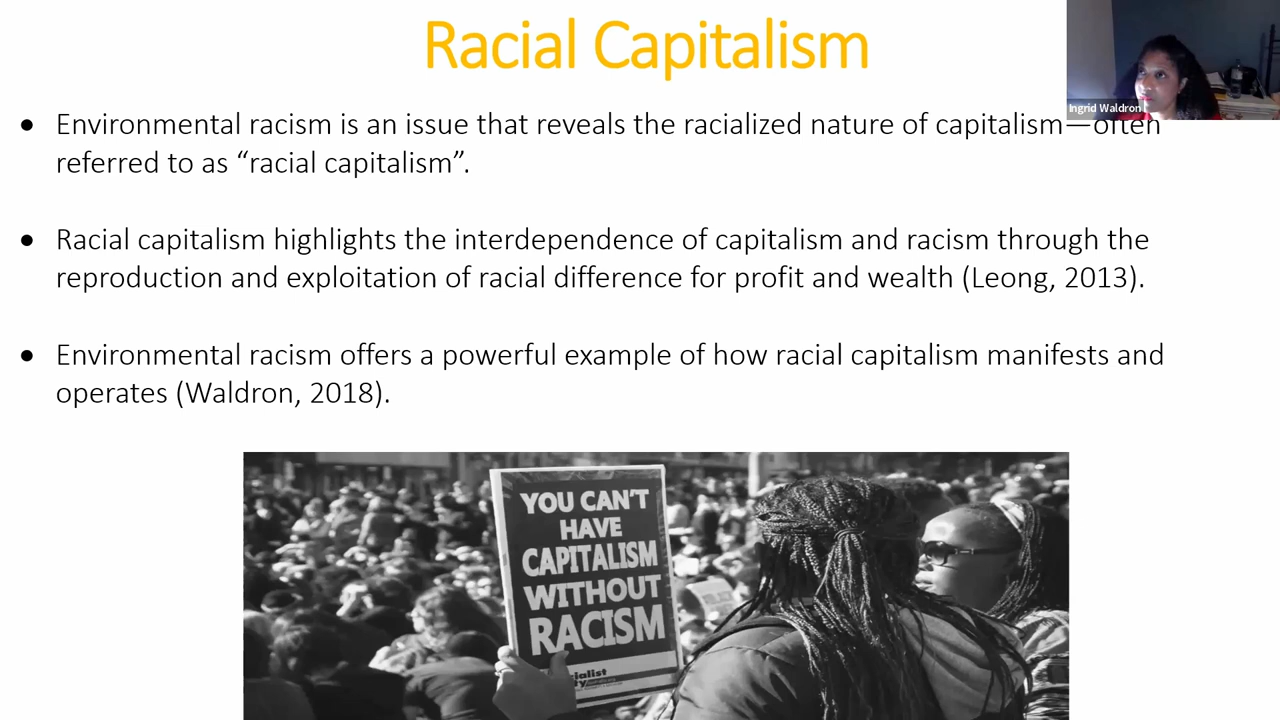 Racial Capitalism
Ingrid Waldron
• Environmental racism is an issue that reveals the racialized nature of capitalism—often
referred to as “racial capitalism”.
• Racial capitalism highlights the interdependence of capitalism and racism through the
reproduction and exploitation of racial difference for profit and wealth (Leong, 2013).
• Environmental racism offers a powerful example of how racial capitalism manifests and
operates (Waldron, 2018).
YOU CAN'T
HAVE
CAPITALISM
WITHOUT
RACISM